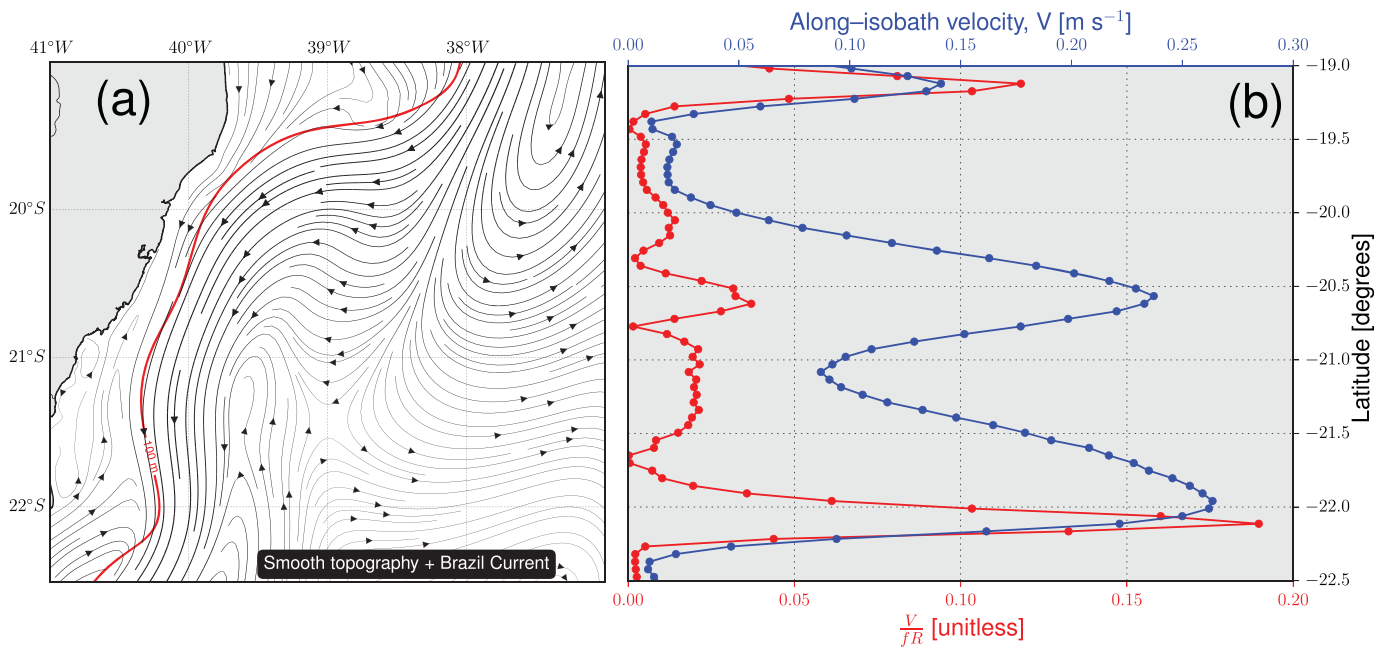 Along–isobath velocity, V [m s⁻¹]
41°W 40°W 39°W 38°W
0.00 0.05 0.10 0.15 0.20 0.25 0.30
(a)
(b)
20°S
21°S
22°S
100 m
Smooth topography + Brazil Current
−19.0
−19.5
−20.0
−20.5
−21.0
−21.5
−22.0
−22.5
Latitude [degrees]
0.00 0.05 0.10 0.15 0.20
V/fR [unitless]